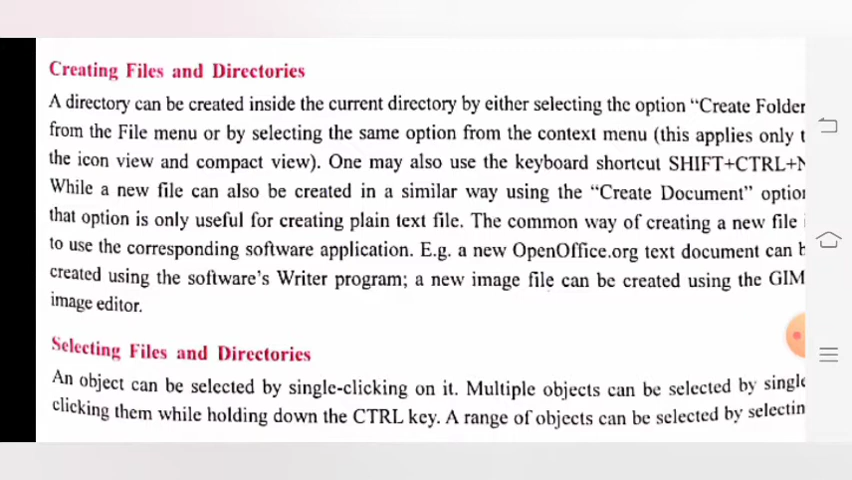 Creating Files and Directories
A directory can be created inside the current directory by either selecting the option "Create Folder
from the File menu or by selecting the same option from the context menu (this applies only
the icon view and compact view). One may also use the keyboard shortcut SHIFT+CTRL+N
While a new file can also be created in a similar way using the "Create Document"
that option is only useful for creating plain text file. The common way of creating a new file
to use the corresponding software application. E.g. a new OpenOffice.org text document can
created using the software's Writer program; a new image file can be created using the
image editor.
Selecting Files and Directories
An object can be selected by single-clicking on it. Multiple objects can be selected by
clicking them while holding down the CTRL key. A range of objects can be selected by